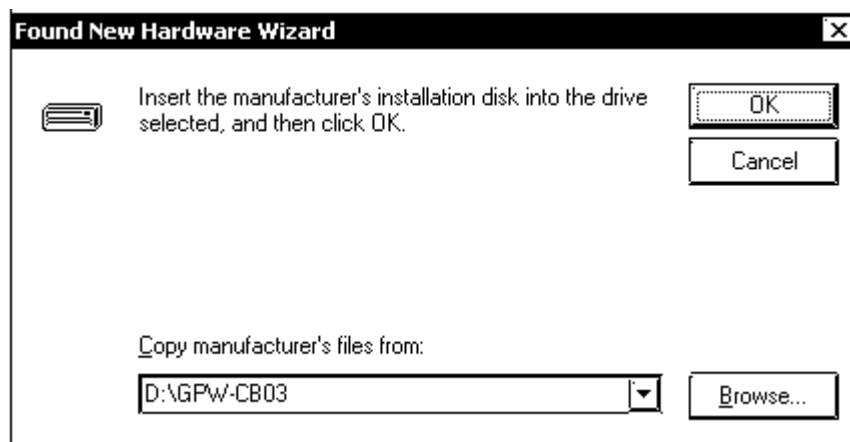 Found New Hardware Wizard
Insert the manufacturer's installation disk into the drive
selected, and then click OK.
OK
Cancel
Copy manufacturer's files from:
D:\GPW-CB03
Browse...